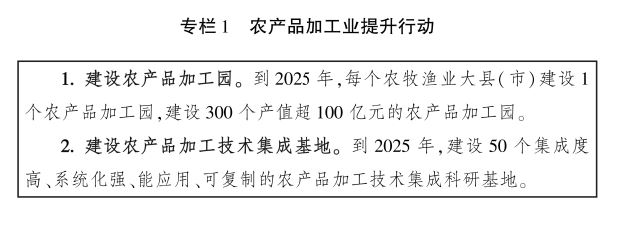 专栏1 农产品加工业提升行动
1. 建设农产品加工园。到2025年,每个农牧渔业大县(市)建设1
个农产品加工园,建设300个产值超100亿元的农产品加工园。
2. 建设农产品加工技术集成基地。到2025年,建设50个集成度
高、系统化强、能应用、可复制的农产品加工技术集成科研基地。